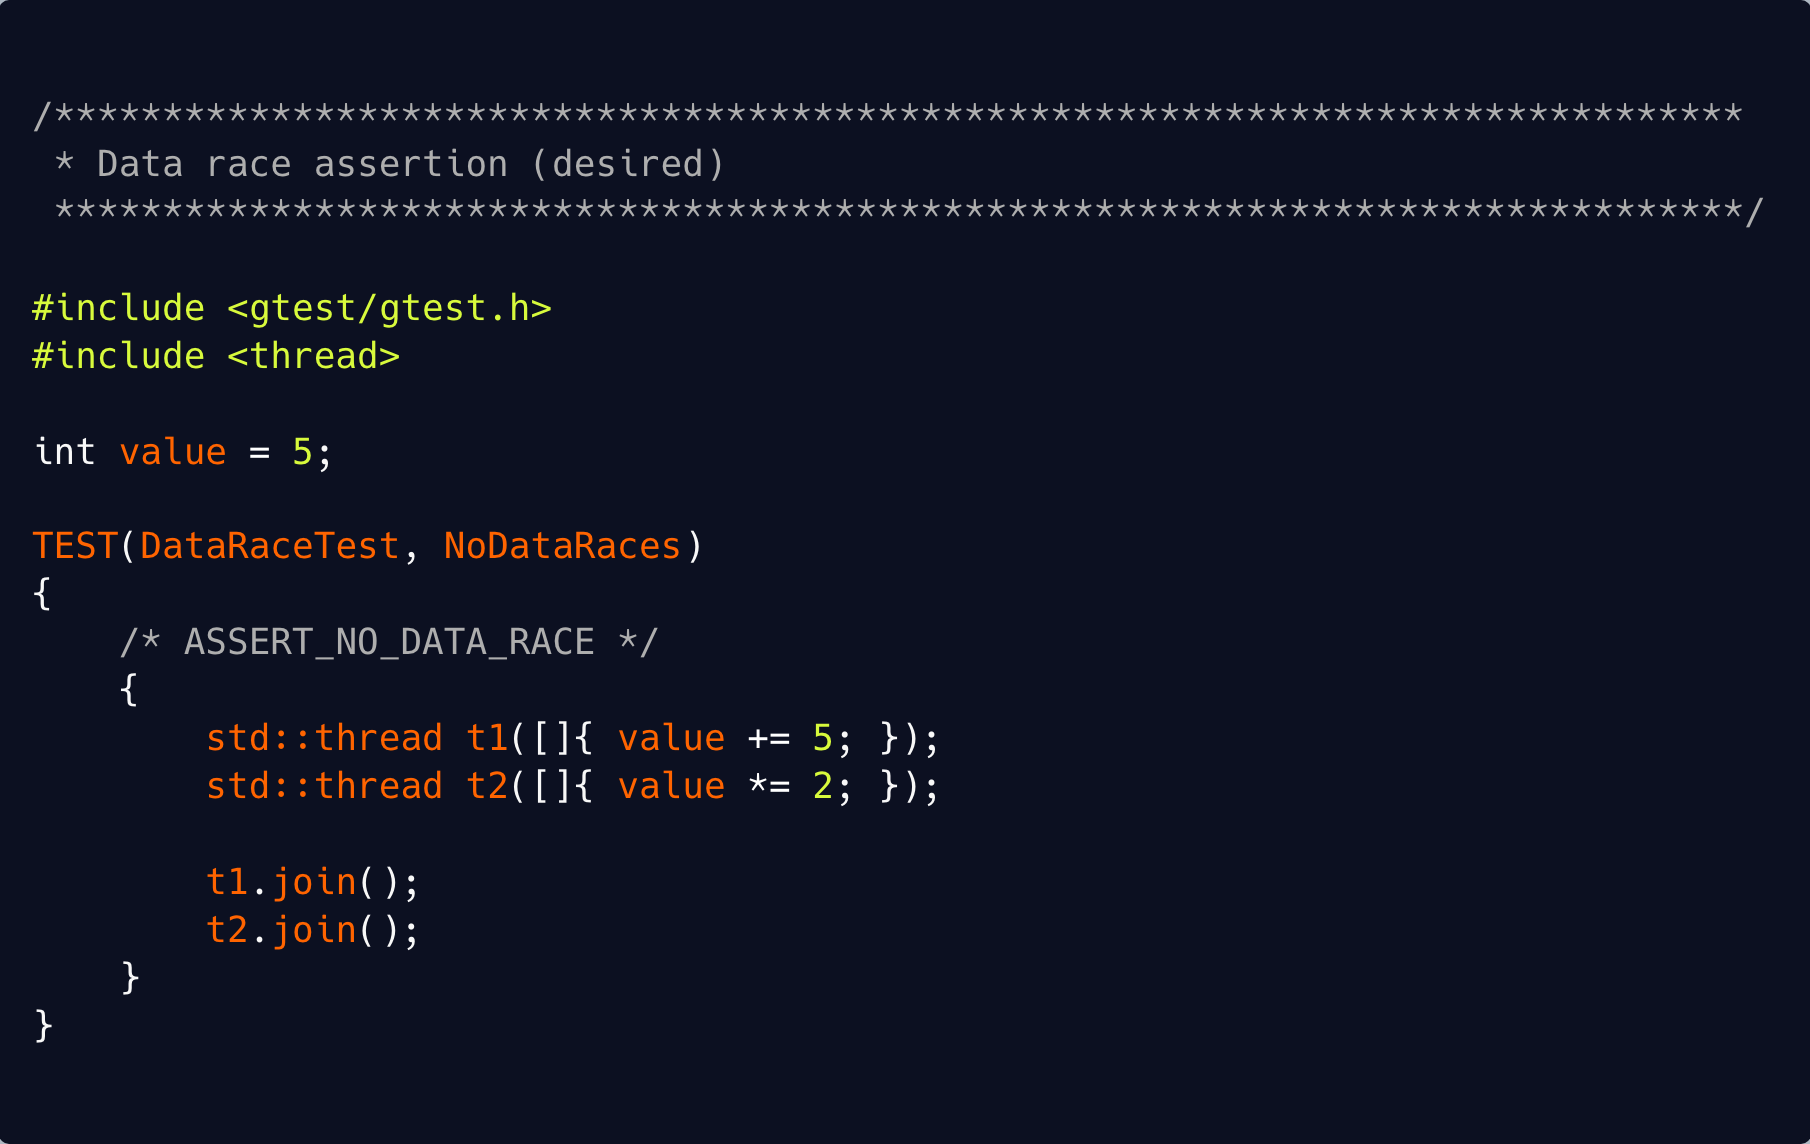 /******************************************************************************
 * Data race assertion (desired)
 ******************************************************************************/
#include <gtest/gtest.h>
#include <thread>
int value = 5;
TEST(DataRaceTest, NoDataRaces)
{
    /* ASSERT_NO_DATA_RACE */
    {
        std::thread t1([]{ value += 5; });
        std::thread t2([]{ value *= 2; });
        t1.join();
        t2.join();
    }
}